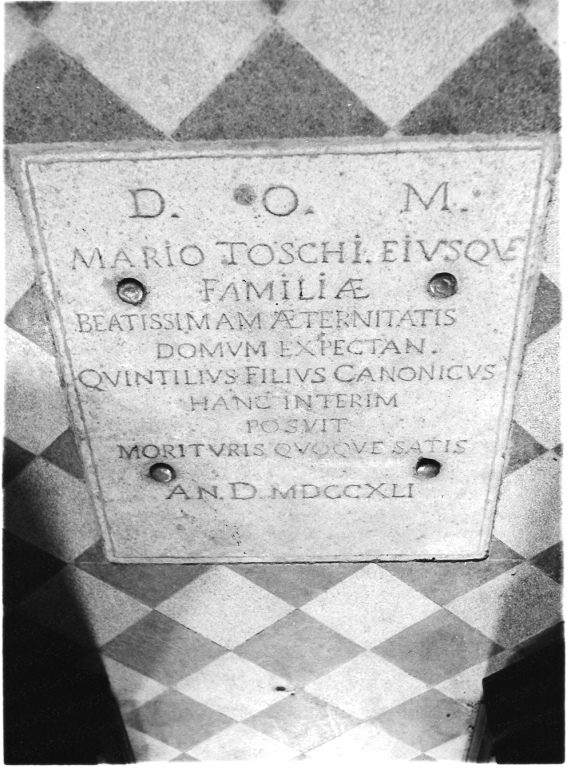 D. O. M.
MARIO TOSCHI. EIVSQVE
FAMILIÆ
BEATISSIMAM ÆTERNITATIS
DOMVM EXPECTAN.
QVINTILIVS FILIVS CANONICVS
HANC INTERIM
POSVIT
MORITVRIS QVOQVE SATIS
AN. D MDCCXLI